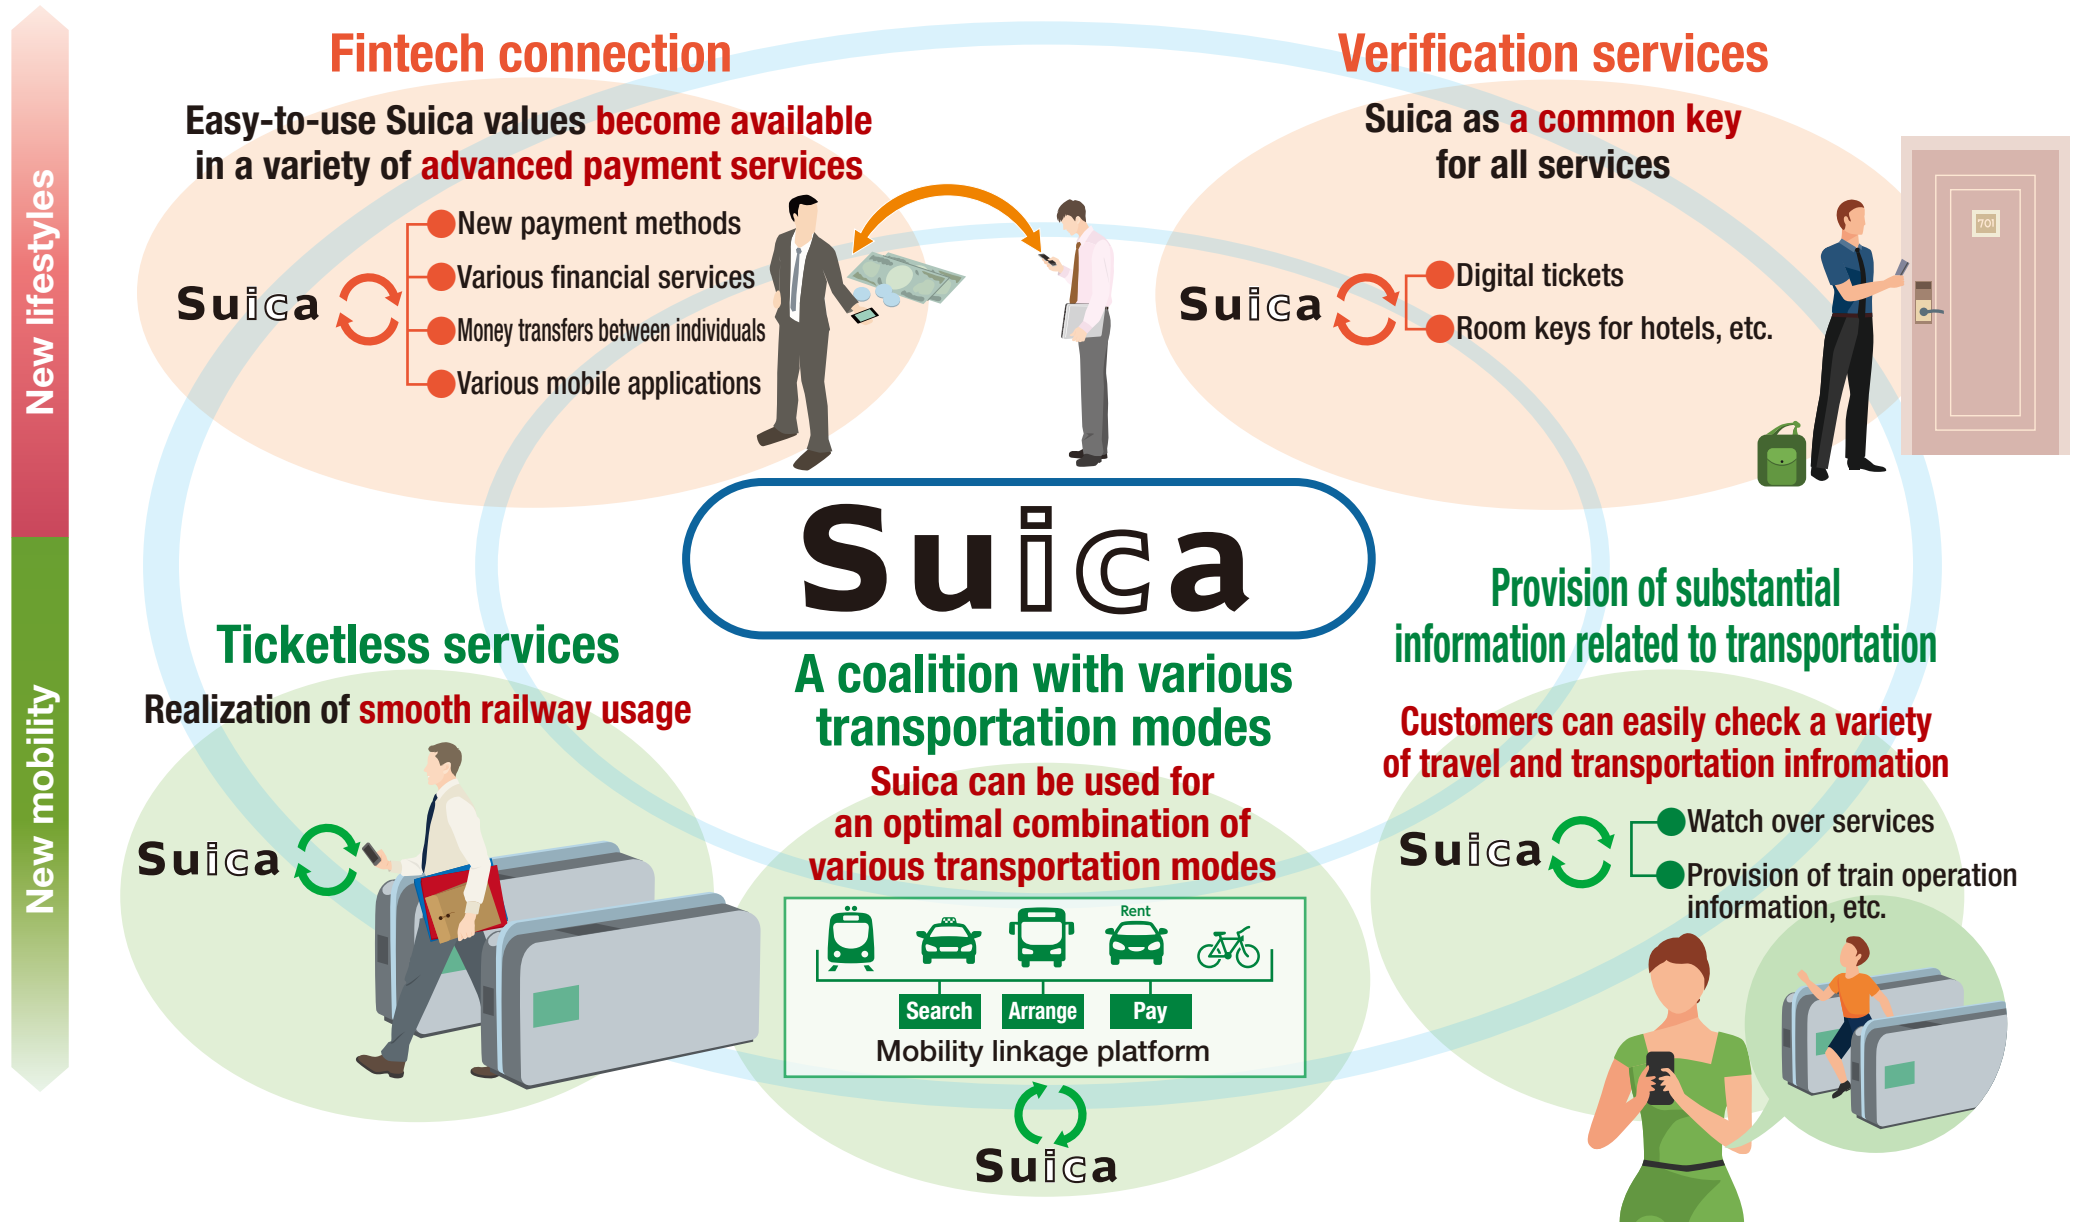 New lifestyles
New mobility
Fintech connection
Easy-to-use Suica values become available
in a variety of advanced payment services
Suica
New payment methods
Various financial services
Money transfers between individuals
Various mobile applications
Verification services
Suica as a common key
for all services
Suica
Digital tickets
Room keys for hotels, etc.
701
Suica
Ticketless services
Realization of smooth railway usage
Suica
A coalition with various
transportation modes
Suica can be used for
an optimal combination of
various transportation modes
Rent
Search
Arrange
Pay
Mobility linkage platform
Suica
Provision of substantial
information related to transportation
Customers can easily check a variety
of travel and transportation infromation
Suica
Watch over services
Provision of train operation
information, etc.